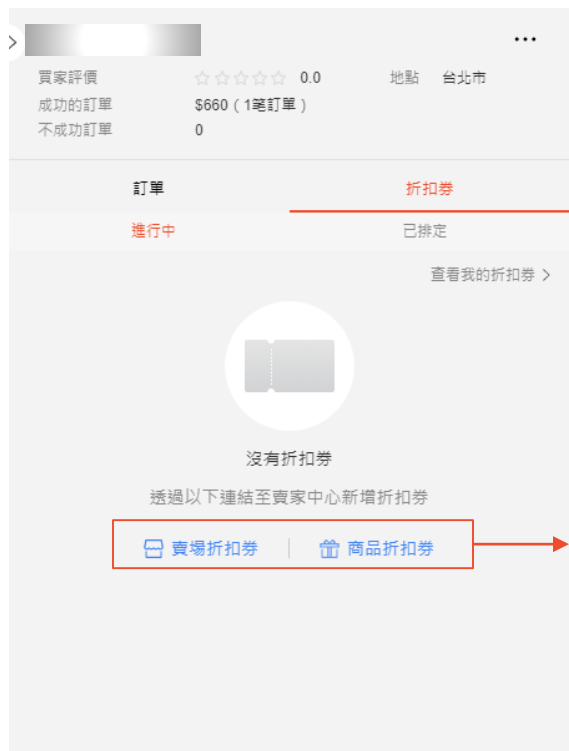 買家評價 0.0 地點 台北市
成功的訂單 $660 ( 1筆訂單 )
不成功訂單 0
訂單 折扣券
進行中 已排定
查看我的折扣券 >
沒有折扣券
透過以下連結至賣家中心新增折扣券
賣場折扣券 | 商品折扣券